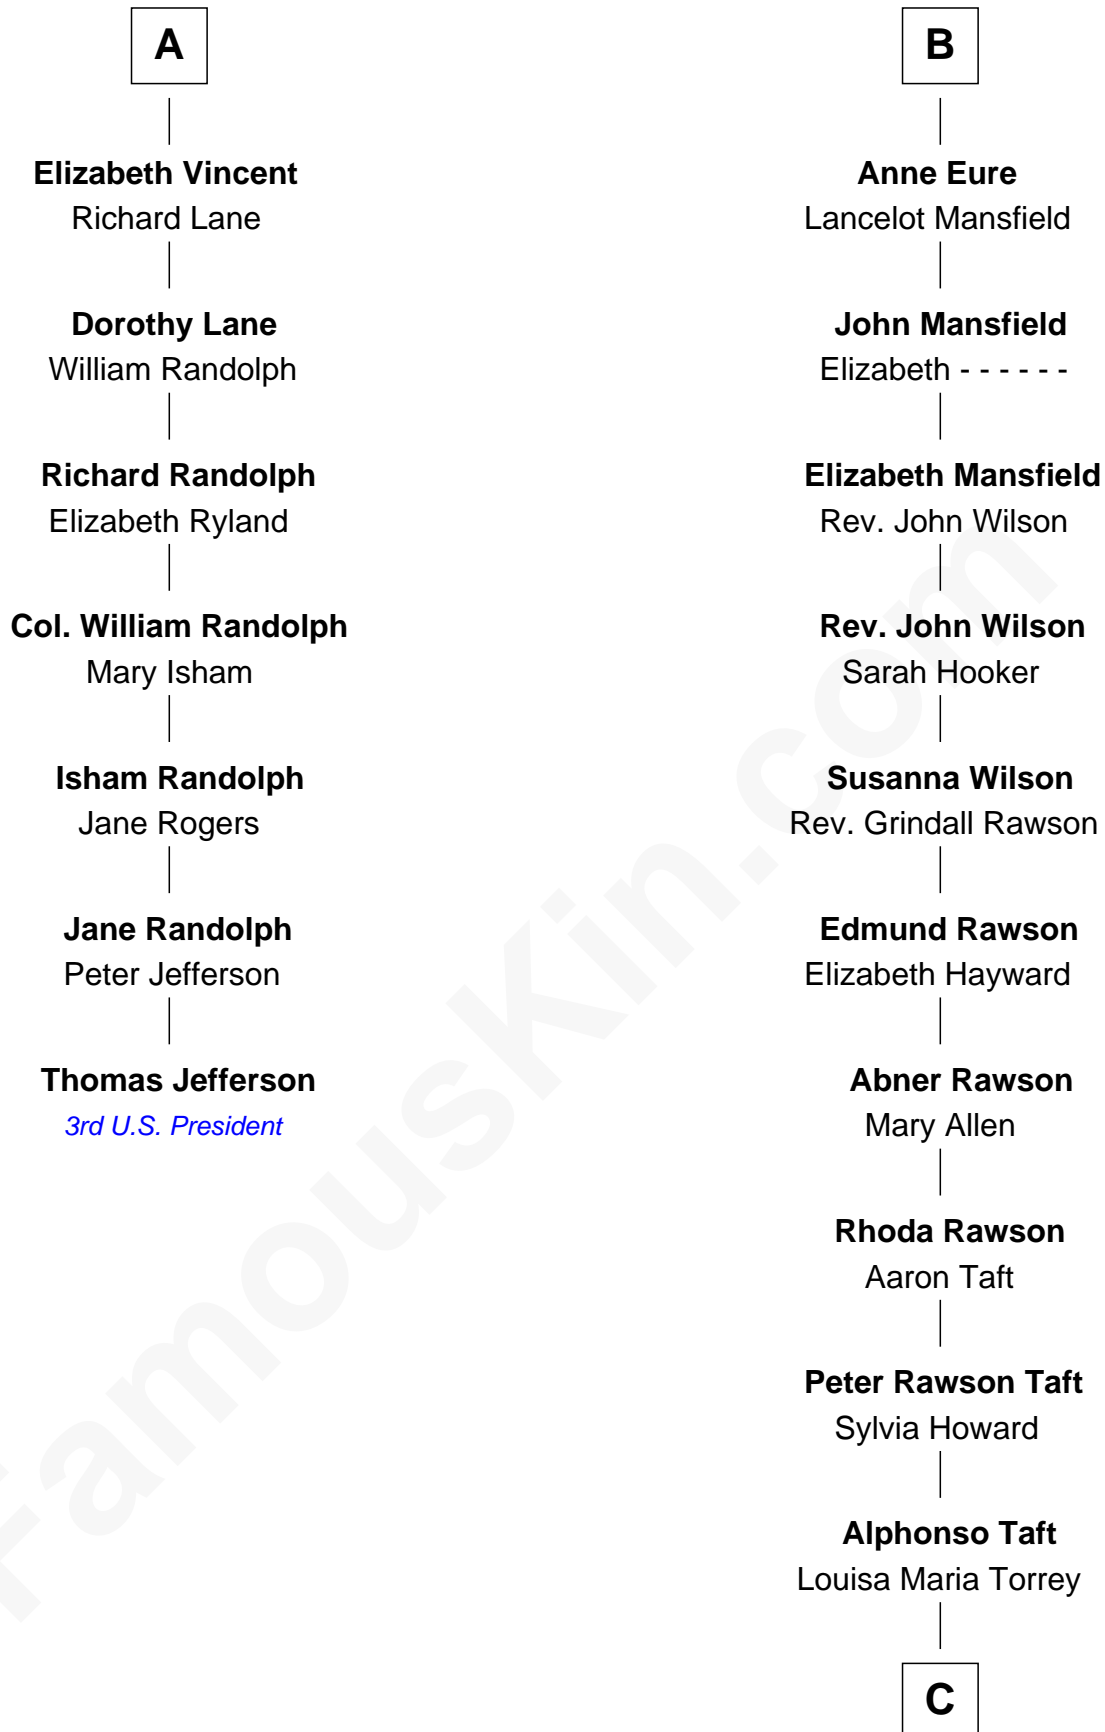 A
Elizabeth Vincent
Richard Lane
Dorothy Lane
William Randolph
Richard Randolph
Elizabeth Ryland
Col. William Randolph
Mary Isham
Isham Randolph
Jane Rogers
Jane Randolph
Peter Jefferson
Thomas Jefferson
3rd U.S. President
B
Anne Eure
Lancelot Mansfield
John Mansfield
Elizabeth - - - - - -
Elizabeth Mansfield
Rev. John Wilson
Rev. John Wilson
Sarah Hooker
Susanna Wilson
Rev. Grindall Rawson
Edmund Rawson
Elizabeth Hayward
Abner Rawson
Mary Allen
Rhoda Rawson
Aaron Taft
Peter Rawson Taft
Sylvia Howard
Alphonso Taft
Louisa Maria Torrey
C
FamousKin.com